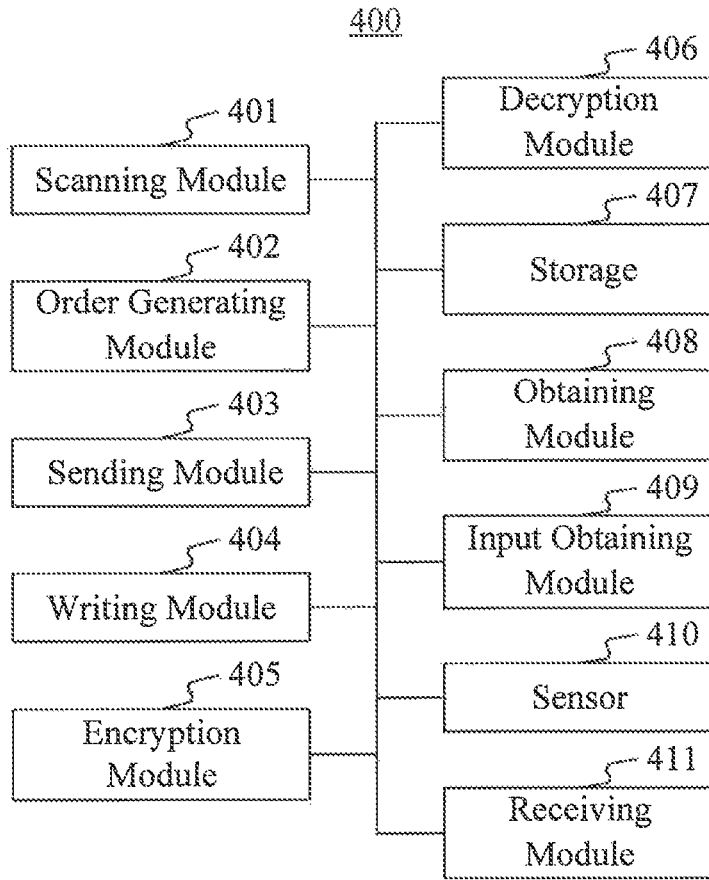 400
401
Scanning Module
402
Order Generating
Module
403
Sending Module
404
Writing Module
405
Encryption
Module
406
Decryption
Module
407
Storage
408
Obtaining
Module
409
Input Obtaining
Module
410
Sensor
411
Receiving
Module